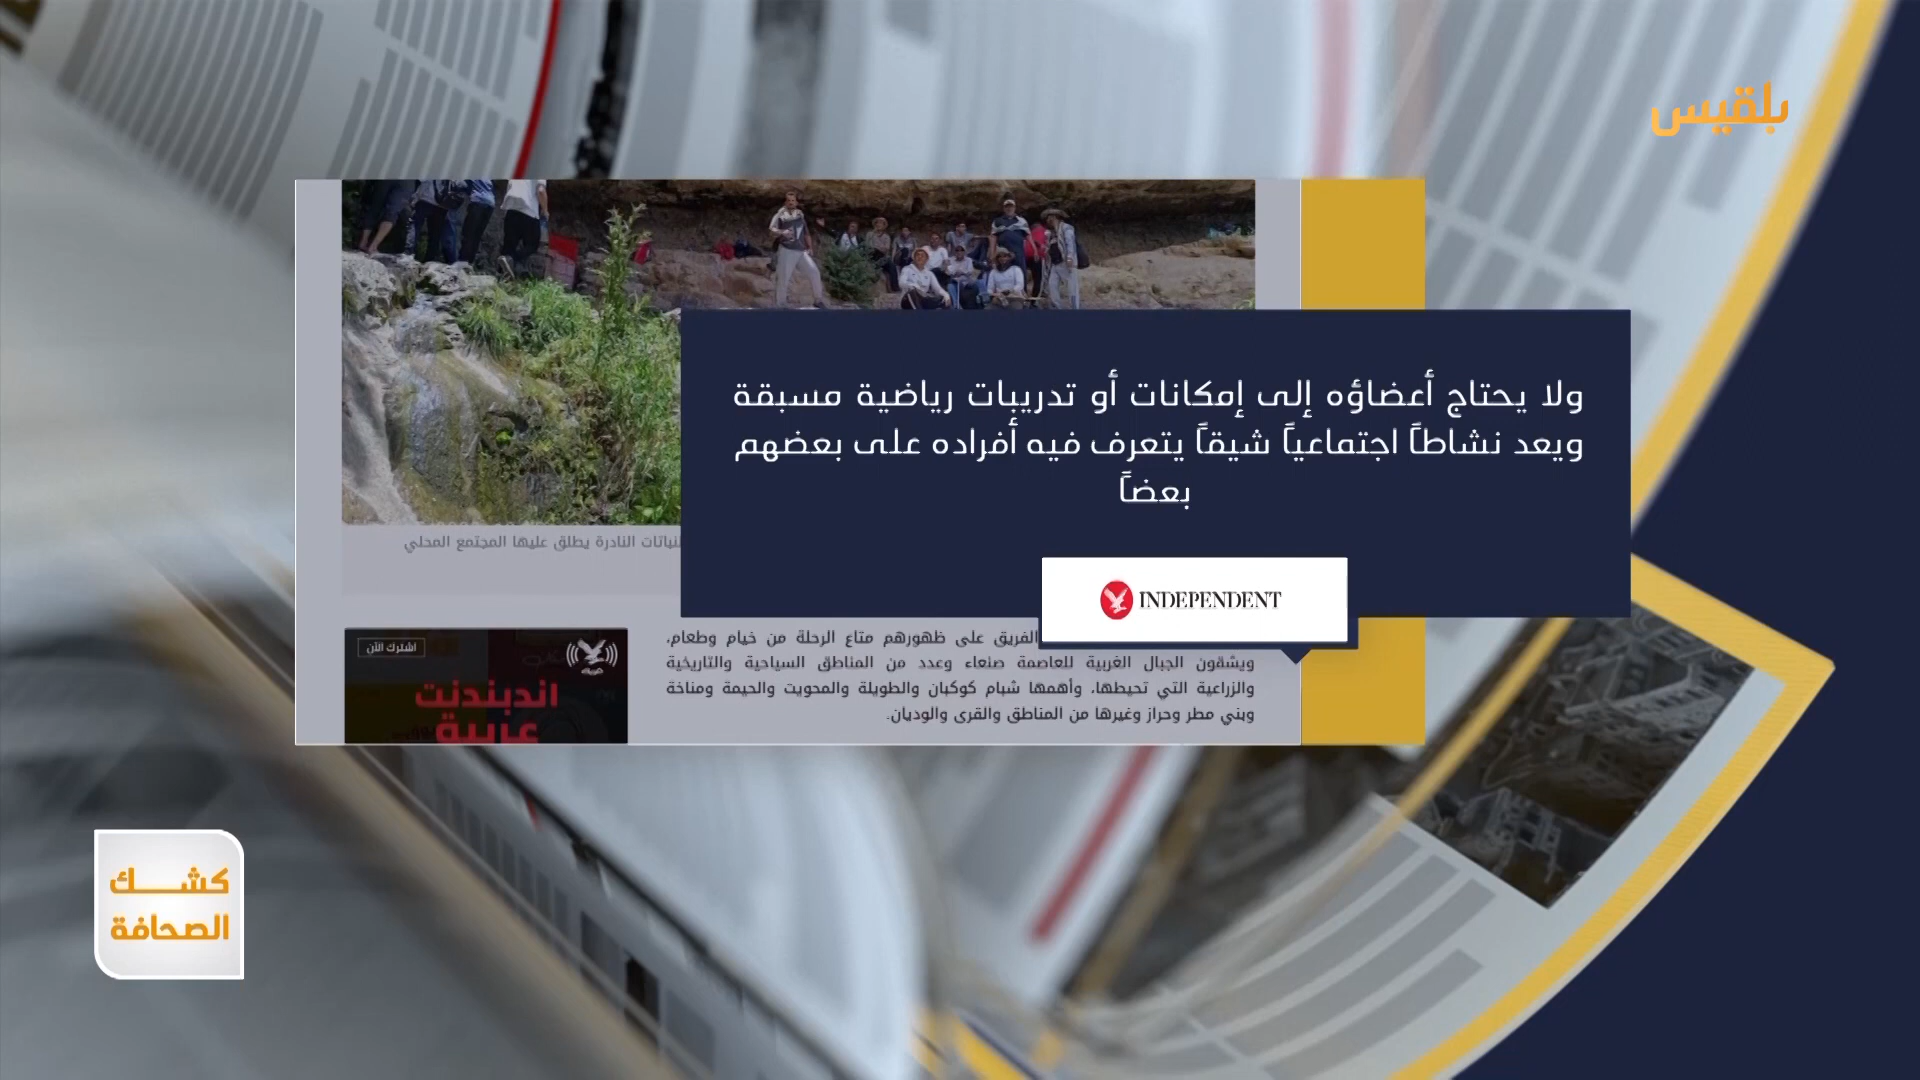 بلقيس
ولا يحتاج أعضاؤه إلى إمكانات أو تدريبات رياضية مسبقة
ويعد نشاطاً اجتماعياً شيقاً يتعرف فيه أفراده على بعضهم
بعضاً
INDEPENDENT
النادرة يطلق عليها المجتمع المحلي
الفريق على ظهورهم متاع الرحلة من خيام وطعام،
ويشقون الجبال الغربية للعاصمة صنعاء وعدد من المناطق السياحية والتاريخية
والزراعية التي تحيطها، وأهمها شبام كوكبان والطويلة والمحويت والحيمة ومناخة
وبني مطر وحراز وغيرها من المناطق والقرى والوديان.
اشترك الآن
اندبندنت
عربية
كشك
الصحافة